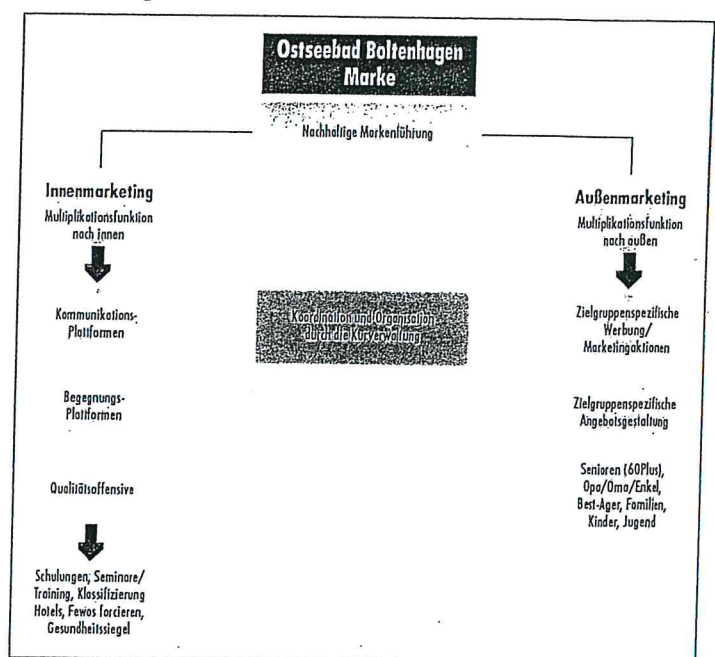 Ostseebad Boltenhagen
Marke
Nachhaltige Markenführung
Innenmarketing
Multiplikationsfunktion
nach innen
Kommunikations-
Plattformen
Begegnungs-
Plattformen
Qualitätsoffensive
Schulungen, Seminare/
Training, Klassifizierung
Hotels, Fewos forcieren,
Gesundheitssiegel
Koordination und Organisation
durch die Kurverwaltung
Außenmarketing
Multiplikationsfunktion
nach außen
Zielgruppenspezifische
Werbung/
Marketingaktionen
Zielgruppenspezifische
Angebotsgestaltung
Senioren (60Plus),
Opa/Oma/Enkel,
Best-Ager, Familien,
Kinder, Jugend